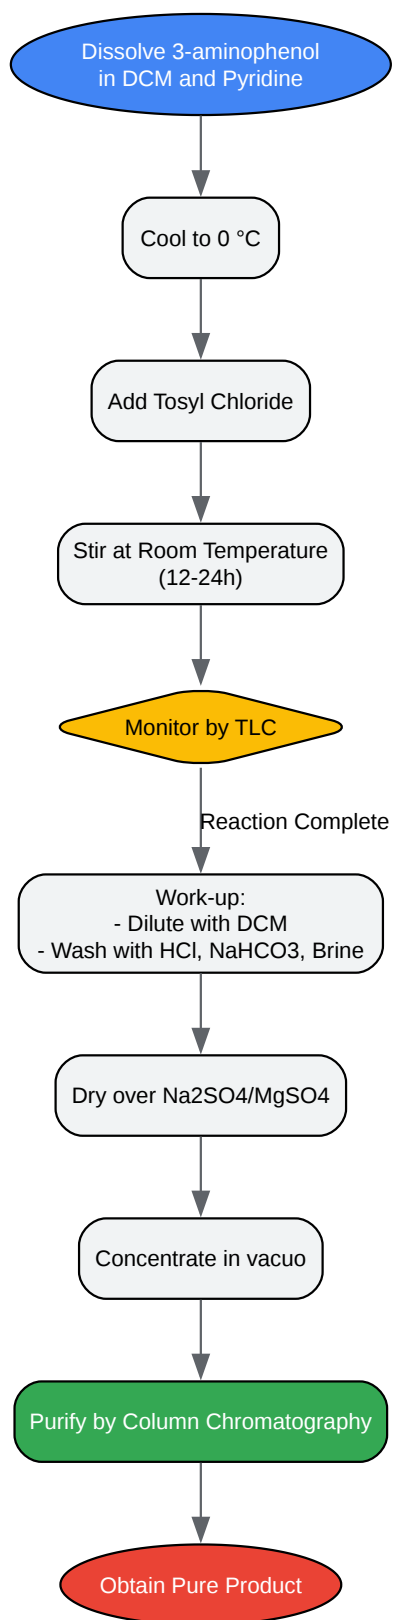 Dissolve 3-aminophenol
in DCM and Pyridine
Cool to 0 °C
Add Tosyl Chloride
Stir at Room Temperature
(12-24h)
Monitor by TLC
Reaction Complete
Work-up:
- Dilute with DCM
- Wash with HCl, NaHCO3, Brine
Dry over Na2SO4/MgSO4
Concentrate in vacuo
Purify by Column Chromatography
Obtain Pure Product